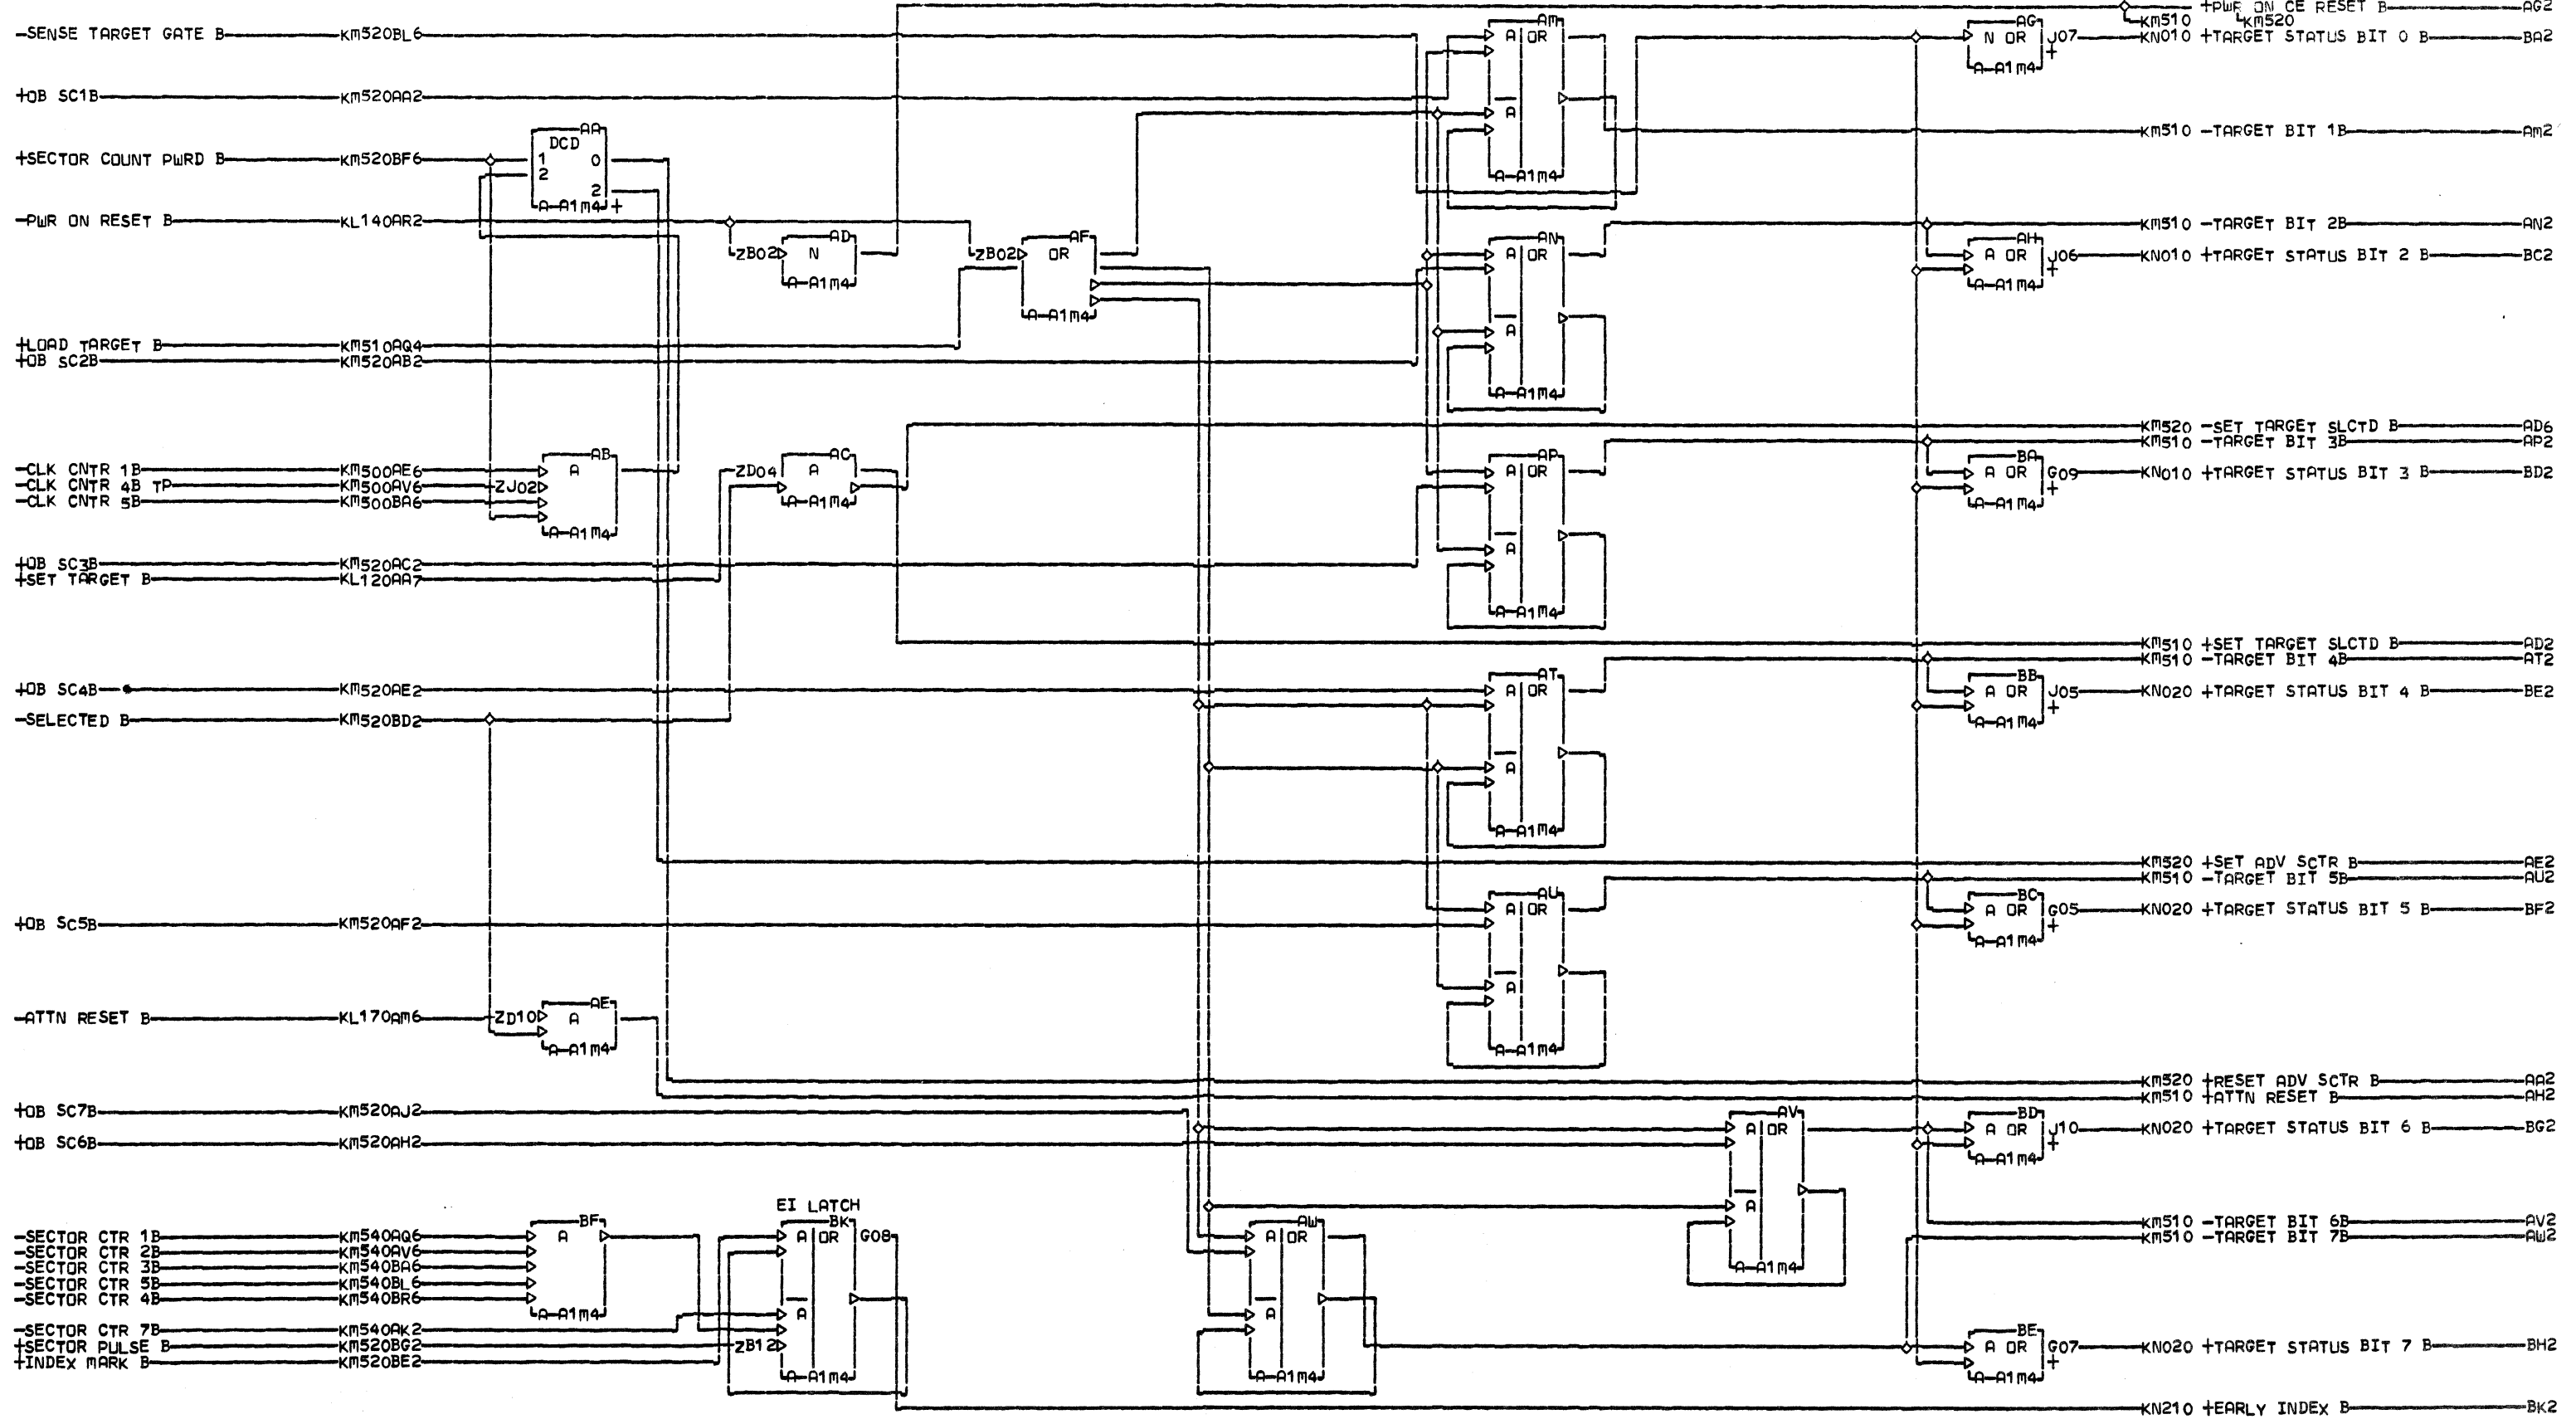 +PWR ON CE RESET B AG2
KM510 KM520
-SENSE TARGET GATE B KM520BL6
AM
A OR
A
A-A1M4
AG
N OR J07 KN010 +TARGET STATUS BIT 0 B BA2
+
A-A1M4
+OB SC1B KM520AA2
KM510 -TARGET BIT 1B AM2
AA
DCD
1 0
2
2
A-A1M4 +
+SECTOR COUNT PWRD B KM520BF6
-PWR ON RESET B KL140AR2
ZB02 AD
N
A-A1M4
ZB02 AF
OR
A-A1M4
AN
A OR
A
A-A1M4
KM510 -TARGET BIT 2B AN2
AH
A OR J06 KN010 +TARGET STATUS BIT 2 B BC2
+
A-A1M4
+LOAD TARGET B KM510AQ4
+OB SC2B KM520AB2
KM520 -SET TARGET SLCTD B AD6
KM510 -TARGET BIT 3B AP2
-CLK CNTR 1B KM500AE6
-CLK CNTR 4B TP KM500AV6 ZJ02
-CLK CNTR 5B KM500BA6
AB
A
A-A1M4
ZD04 AC
A
A-A1M4
AP
A OR
A
A-A1M4
BA
A OR G09 KN010 +TARGET STATUS BIT 3 B BD2
+
A-A1M4
+OB SC3B KM520AC2
+SET TARGET B KL120AA7
KM510 +SET TARGET SLCTD B AD2
KM510 -TARGET BIT 4B AT2
+OB SC4B KM520AE2
-SELECTED B KM520BD2
AT
A OR
A
A-A1M4
BB
A OR J05 KN020 +TARGET STATUS BIT 4 B BE2
+
A-A1M4
KM520 +SET ADV SCTR B AE2
KM510 -TARGET BIT 5B AU2
+OB SC5B KM520AF2
AU
A OR
A
A-A1M4
BC
A OR G05 KN020 +TARGET STATUS BIT 5 B BF2
+
A-A1M4
-ATTN RESET B KL170AM6 ZD10
AE
A
A-A1M4
KM520 +RESET ADV SCTR B AA2
KM510 +ATTN RESET B AH2
+OB SC7B KM520AJ2
+OB SC6B KM520AH2
AV
A OR
A
A-A1M4
BD
A OR J10 KN020 +TARGET STATUS BIT 6 B BG2
+
A-A1M4
KM510 -TARGET BIT 6B AV2
KM510 -TARGET BIT 7B AW2
-SECTOR CTR 1B KM540AQ6
-SECTOR CTR 2B KM540AV6
-SECTOR CTR 3B KM540BA6
-SECTOR CTR 5B KM540BL6
-SECTOR CTR 4B KM540BR6
BF
A
A-A1M4
EI LATCH
BK
A OR G08
A
A-A1M4
AW
A OR
A
A-A1M4
-SECTOR CTR 7B KM540AK2
+SECTOR PULSE B KM520BG2 ZB12
+INDEX MARK B KM520BE2
BE
A OR G07 KN020 +TARGET STATUS BIT 7 B BH2
+
A-A1M4
KN210 +EARLY INDEX B BK2